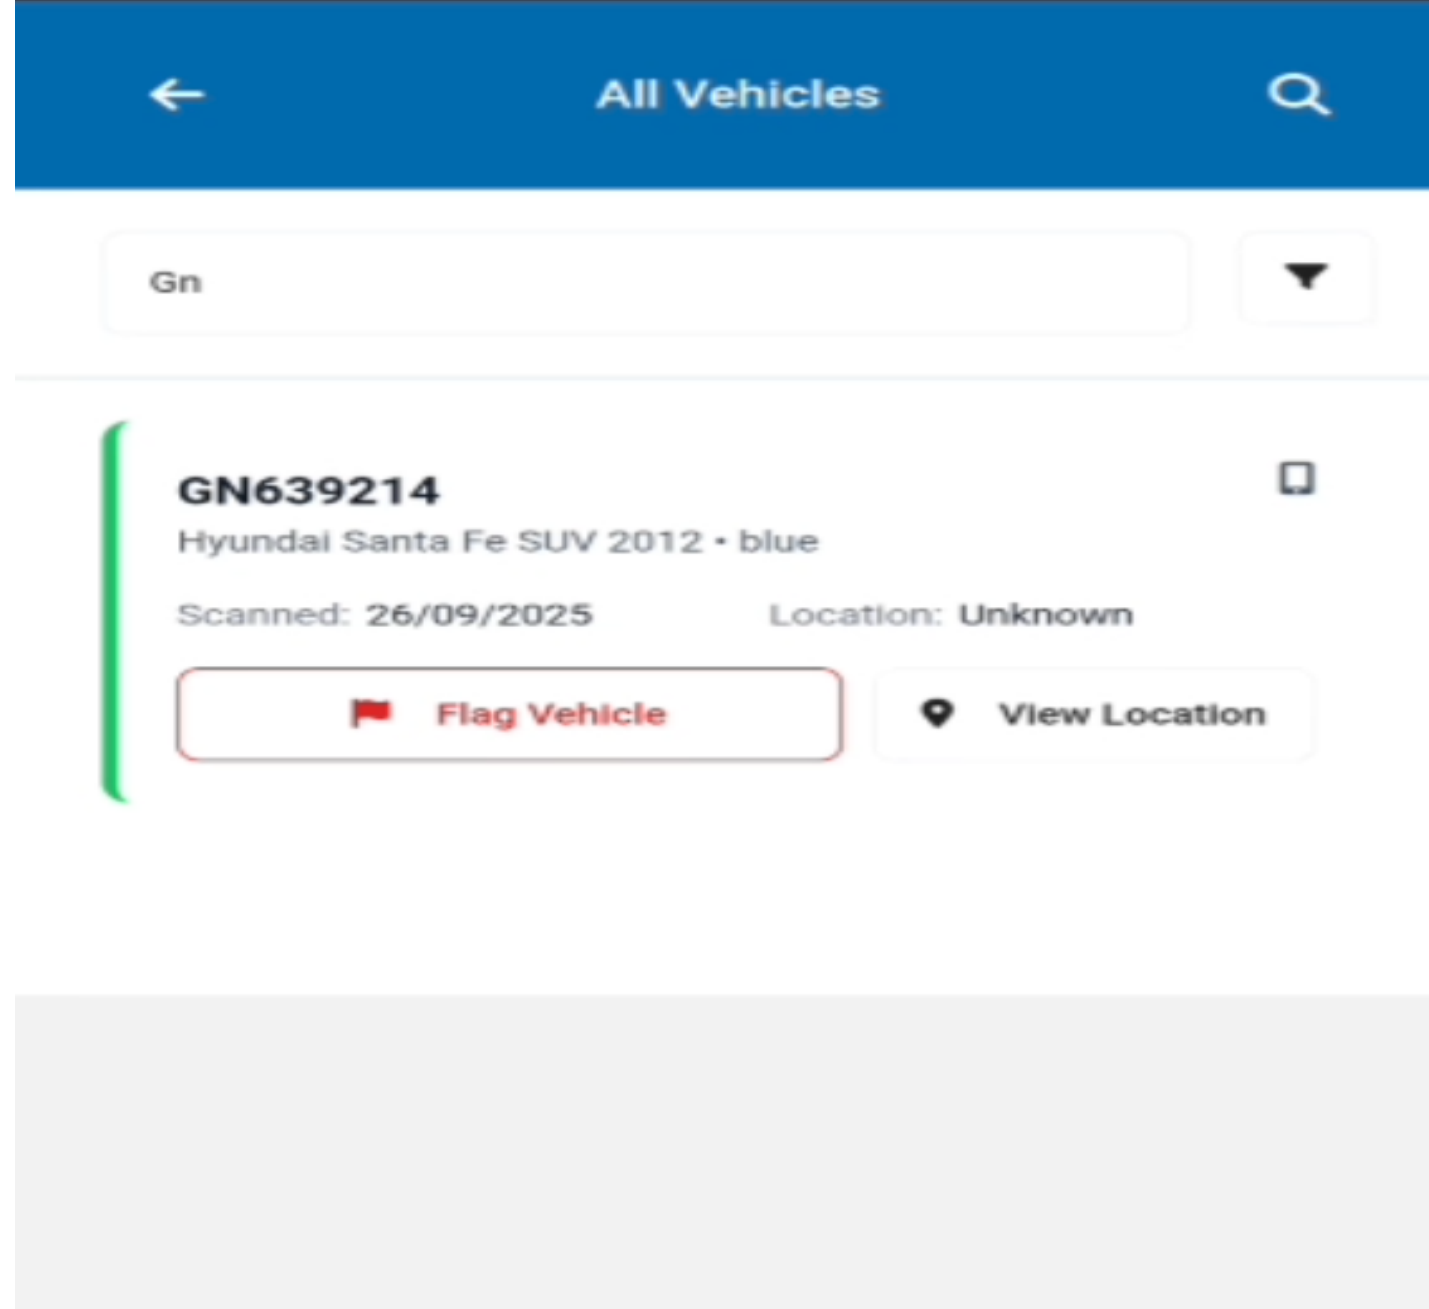 All Vehicles
Gn
GN639214
Hyundai Santa Fe SUV 2012 • blue
Scanned: 26/09/2025 Location: Unknown
Flag Vehicle View Location